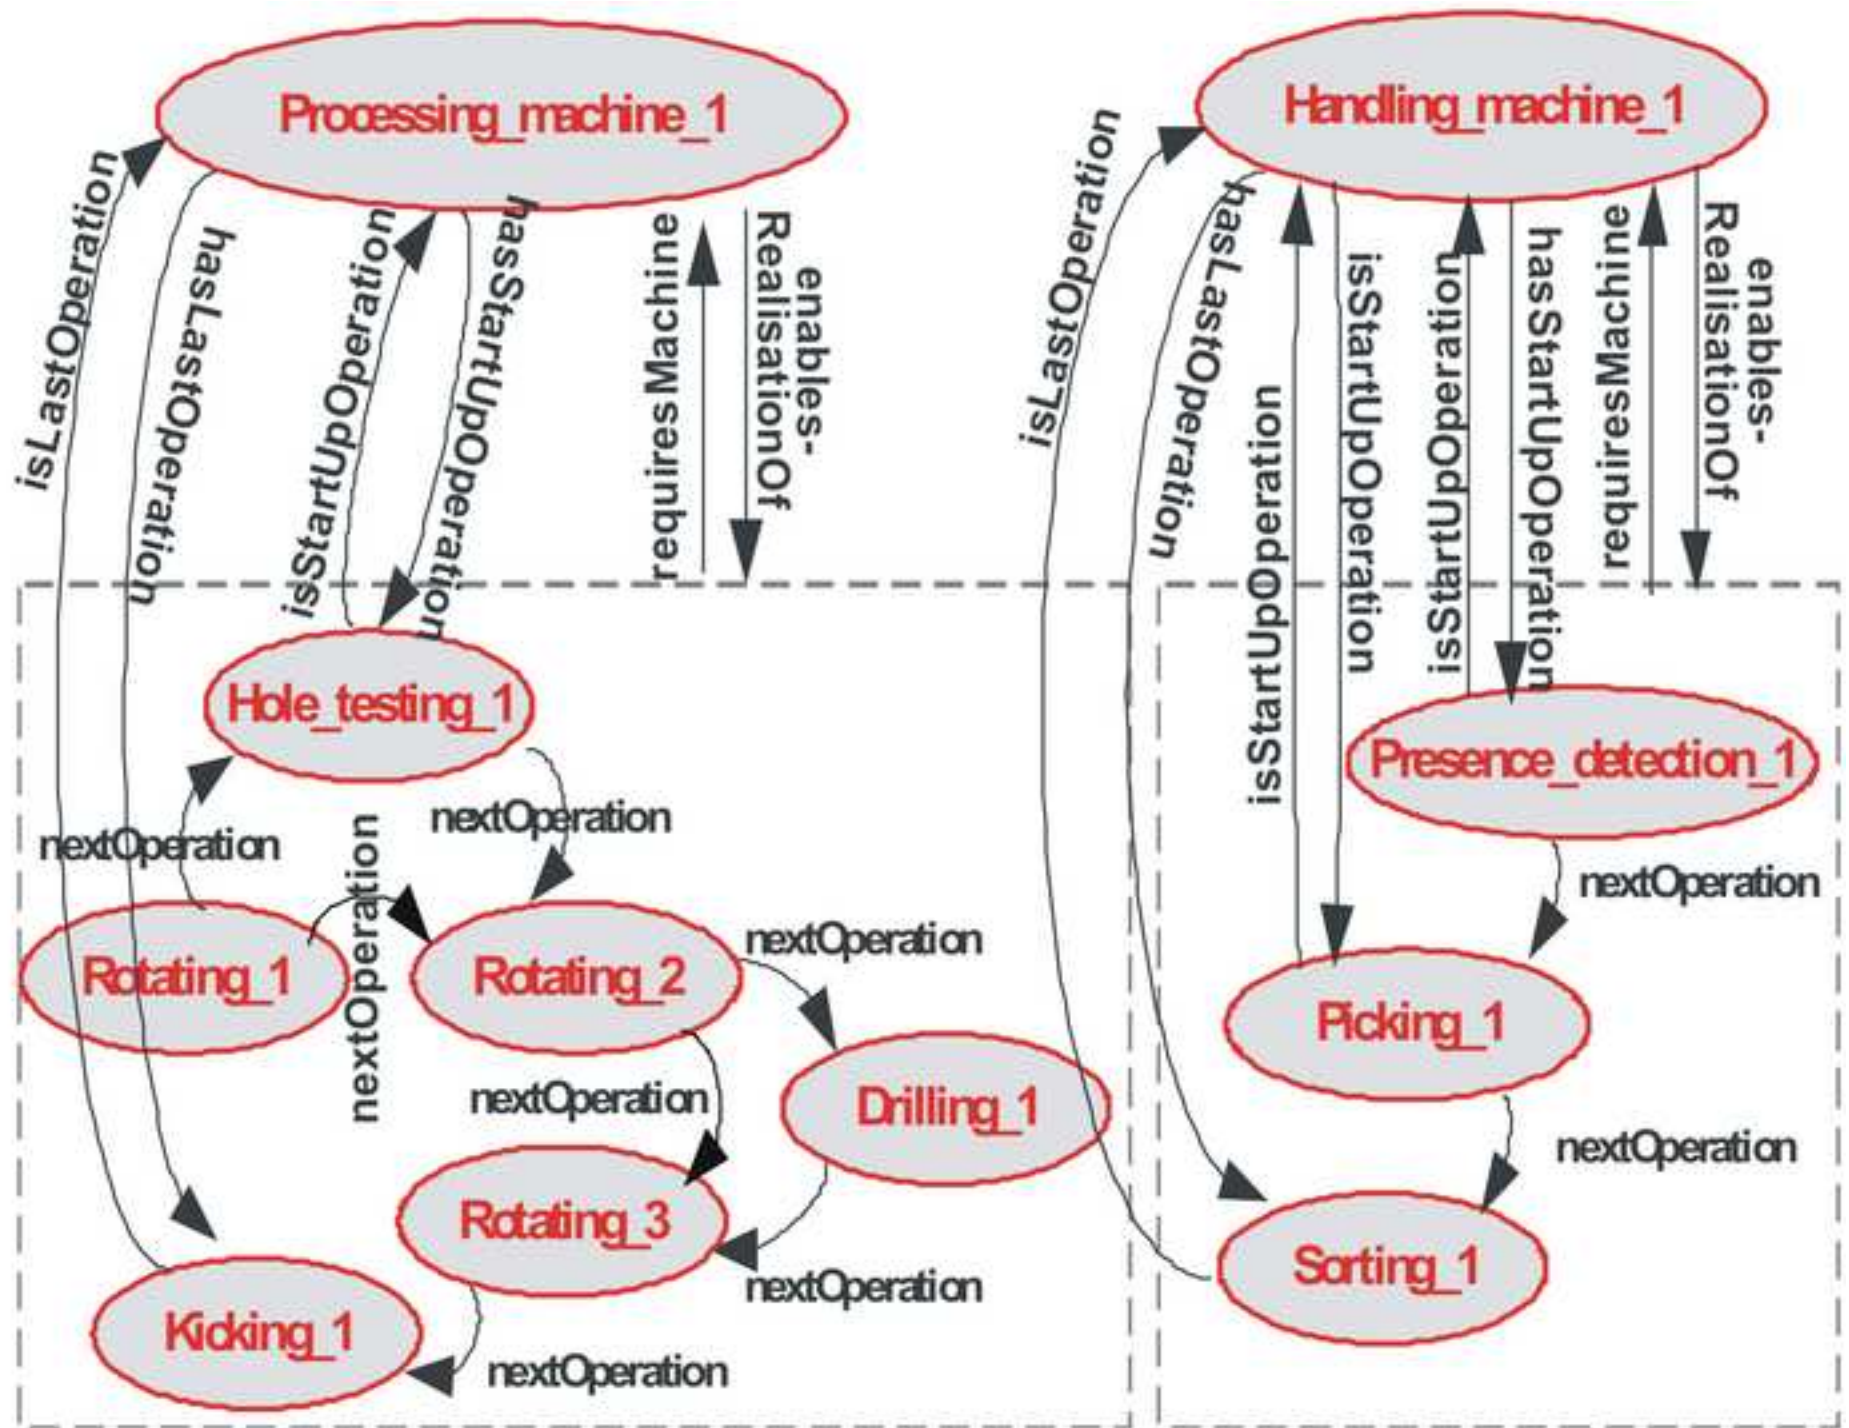 Processing_machine_1
Handling_machine_1
isLastOperation
hasLastOperation
isStartUpOperation
hasStartUpOperation
requiresMachine
enables-
RealisationOf
isLastOperation
hasLastOperation
isStartUpOperation
isStartUpOperation
isStartUpOperation
hasStartUpOperation
requiresMachine
enables-
RealisationOf
Hole_testing_1
Presence_detection_1
nextOperation
nextOperation
nextOperation
nextOperation
Rotating_1
Rotating_2
nextOperation
Picking_1
nextOperation
Drilling_1
nextOperation
Rotating_3
Sorting_1
nextOperation
Kicking_1
nextOperation